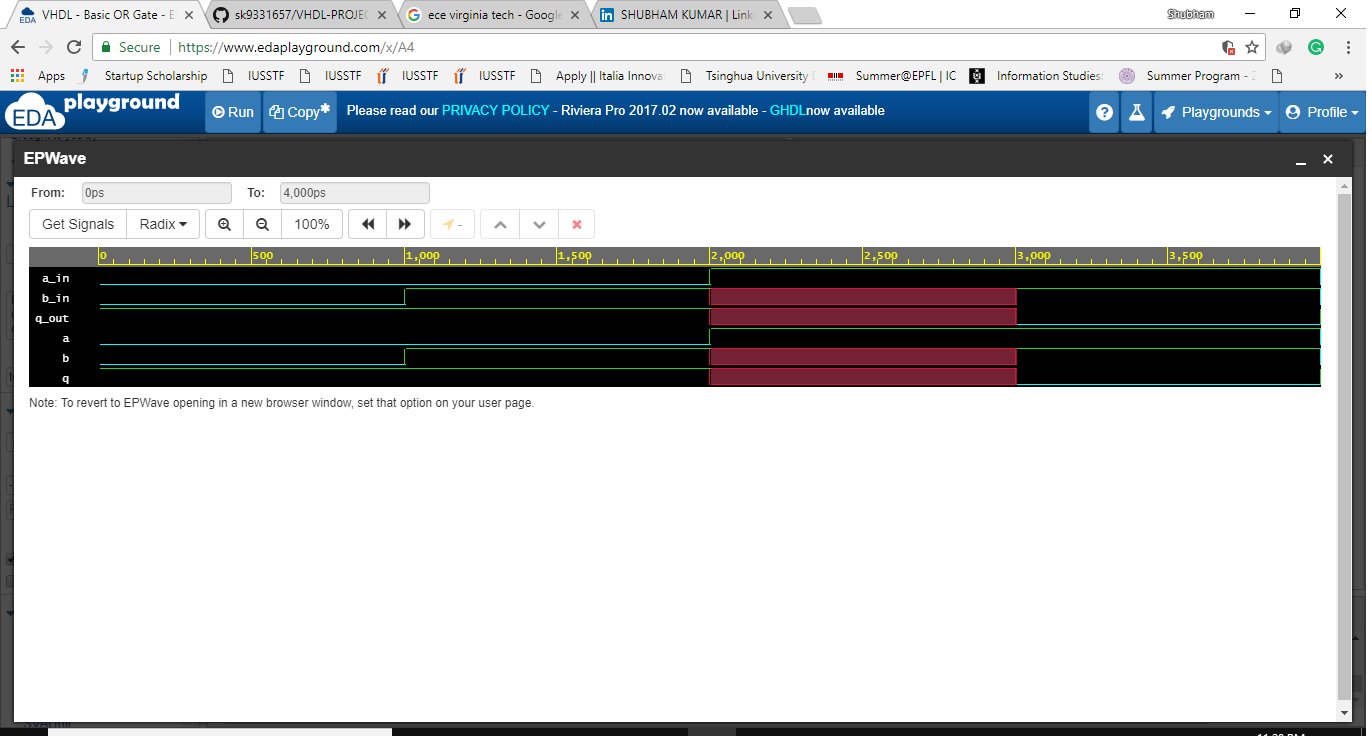 VHDL - Basic OR Gate - E
sk9331657/VHDL-PROJEC
ece virginia tech - Google
SHUBHAM KUMAR | Link
Shubham
Secure
https://www.edaplayground.com/x/A4
Apps
Startup Scholarship
IUSSTF
IUSSTF
IUSSTF
IUSSTF
Apply || Italia Innova
Tsinghua University
Summer@EPFL | IC
Information Studies:
Summer Program - 2
»
EDA playground
Run
Copy*
Please read our PRIVACY POLICY - Riviera Pro 2017.02 now available - GHDLnow available
Playgrounds
Profile
EPWave
From: 0ps To: 4,000ps
Get Signals Radix 100% -
0 500 1,000 1,500 2,000 2,500 3,000 3,500
a_in
b_in
q_out
a
b
q
Note: To revert to EPWave opening in a new browser window, set that option on your user page.